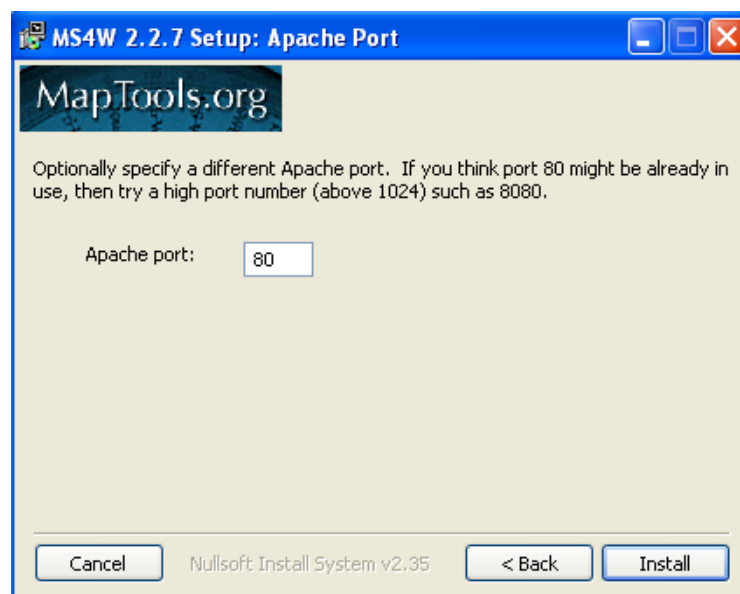 MS4W 2.2.7 Setup: Apache Port
MapTools.org
Optionally specify a different Apache port. If you think port 80 might be already in
use, then try a high port number (above 1024) such as 8080.
Apache port: 80
Cancel Nullsoft Install System v2.35 < Back Install